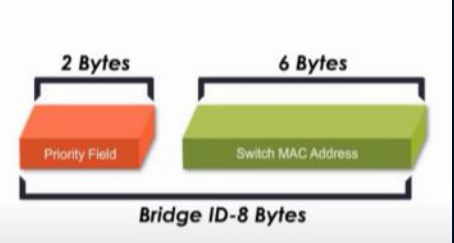 2 Bytes
6 Bytes
Priority Field
Switch MAC Address
Bridge ID-8 Bytes